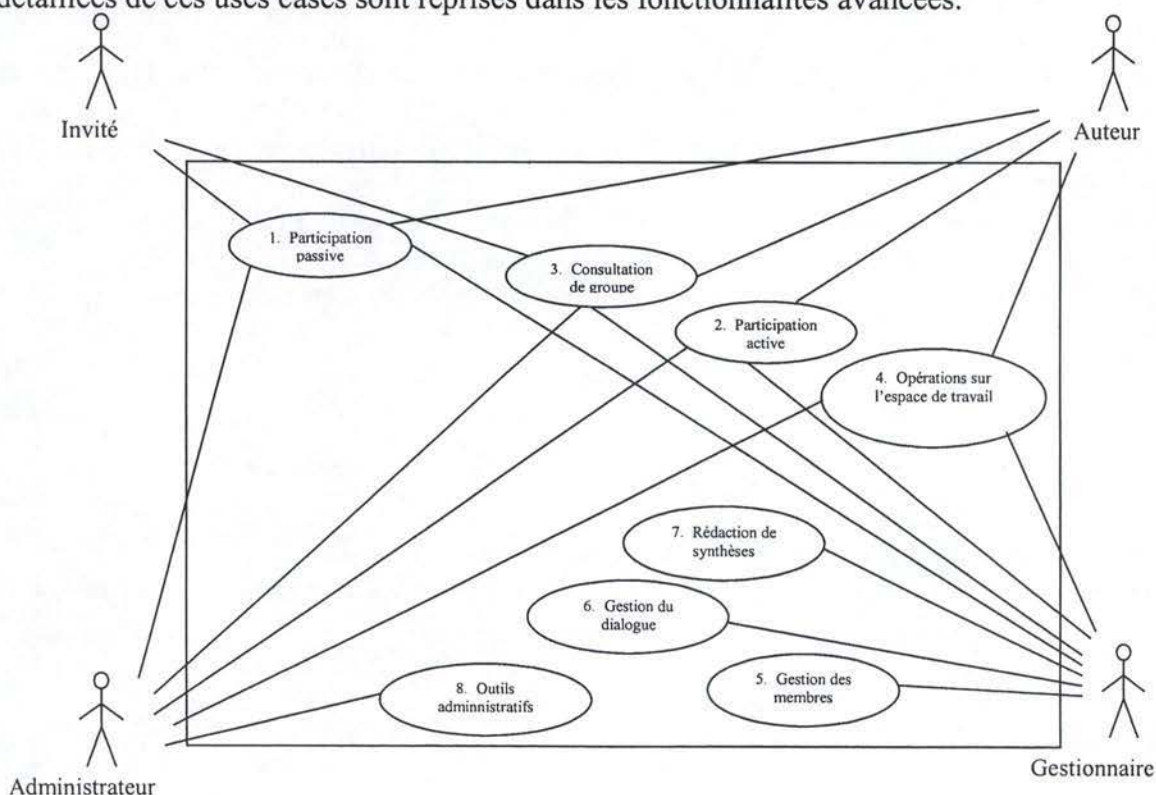 détaillées de ces uses cases sont reprises dans les fonctionnalités avancées.
Invité
Auteur
1. Participation
passive
3. Consultation
de groupe
2. Participation
active
4. Opérations sur
l'espace de travail
7. Rédaction de
synthèses
6. Gestion du
dialogue
5. Gestion des
membres
8. Outils
adminnistratifs
Administrateur
Gestionnaire